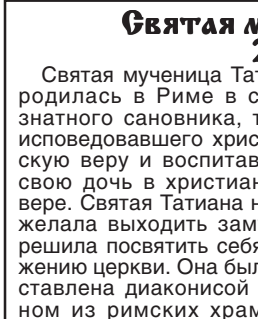 Святая м
2
Святая мученица Тат
родилась в Риме в с
знатного сановника, т
исповедовавшего хрис
скую веру и воспитав
свою дочь в христиан
вере. Святая Татиана н
желала выходить зам
решила посвятить себя
жению церкви. Она был
ставлена диаконисой
ном из римских храм